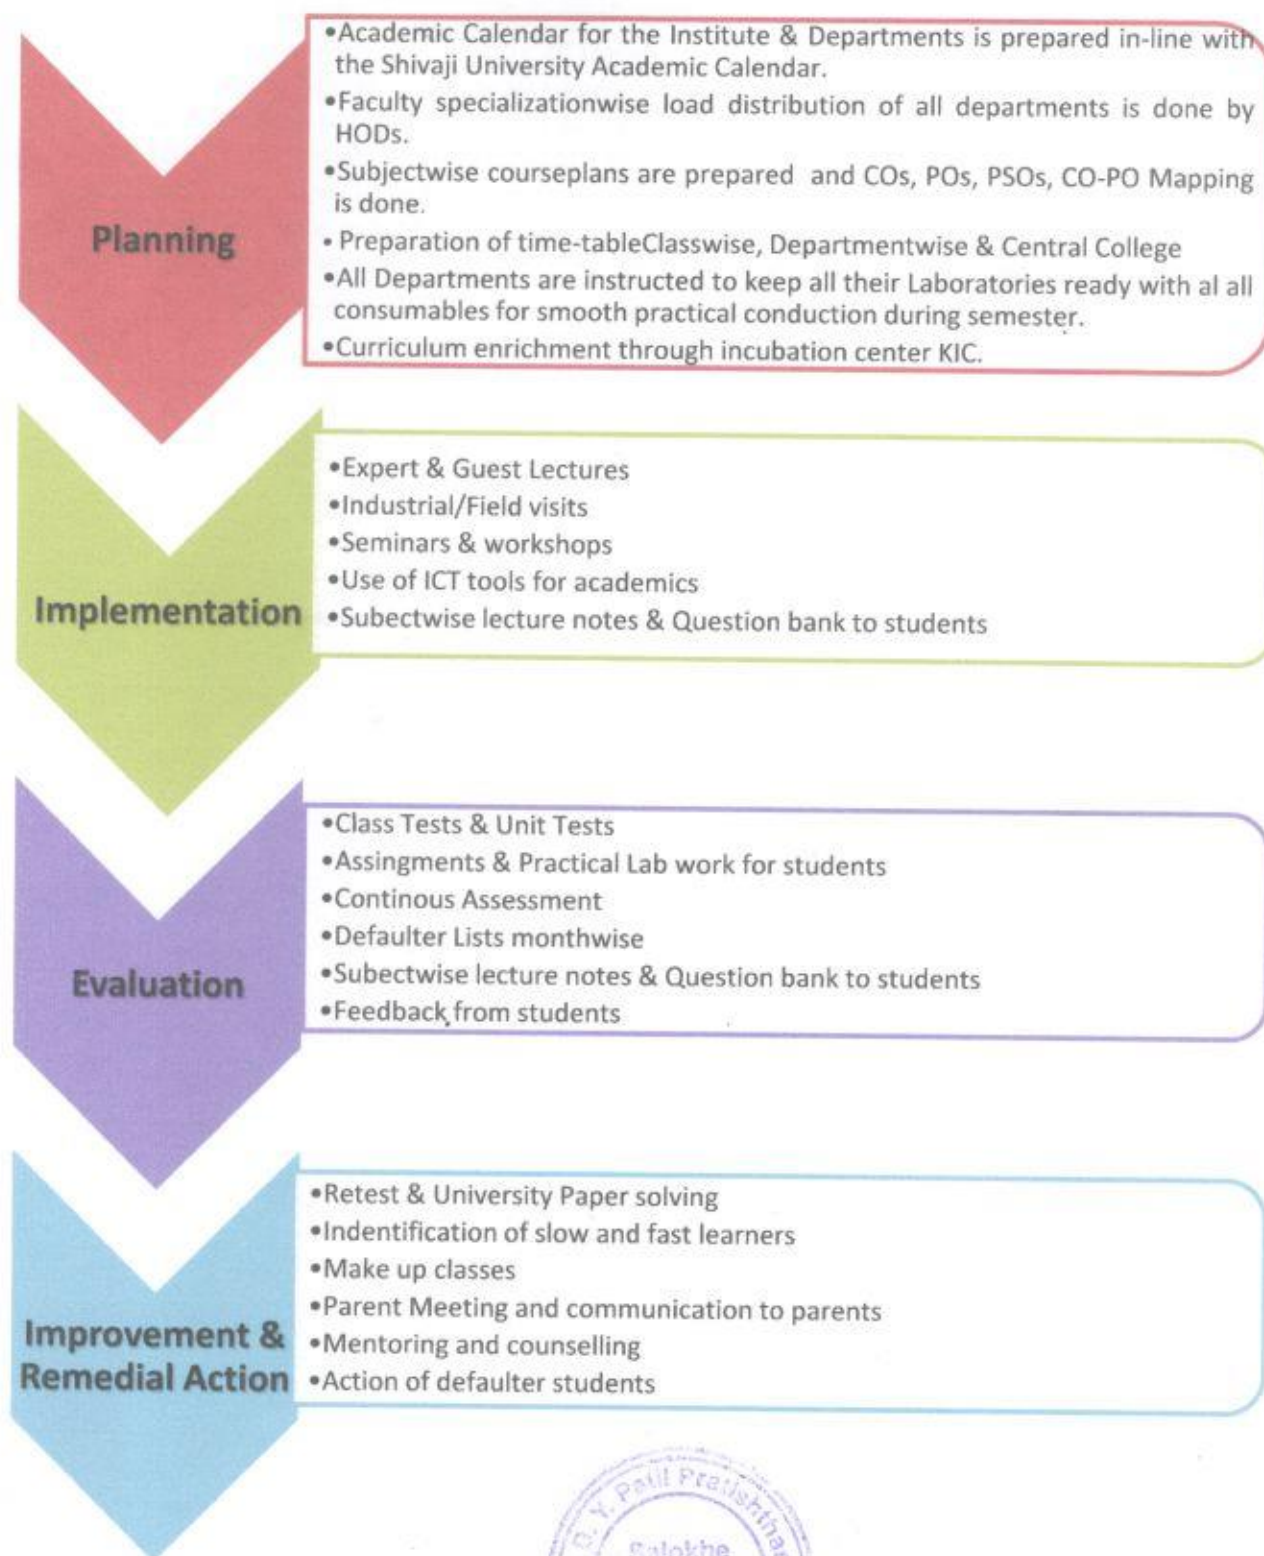 Planning
•Academic Calendar for the Institute & Departments is prepared in-line with
the Shivaji University Academic Calendar.
•Faculty specializationwise load distribution of all departments is done by
HODs.
•Subjectwise courseplans are prepared and COs, POs, PSOs, CO-PO Mapping
is done.
• Preparation of time-tableClasswise, Departmentwise & Central College
•All Departments are instructed to keep all their Laboratories ready with al all
consumables for smooth practical conduction during semester.
•Curriculum enrichment through incubation center KIC.
Implementation
•Expert & Guest Lectures
•Industrial/Field visits
•Seminars & workshops
•Use of ICT tools for academics
•Subectwise lecture notes & Question bank to students
Evaluation
•Class Tests & Unit Tests
•Assingments & Practical Lab work for students
•Continous Assessment
•Defaulter Lists monthwise
•Subectwise lecture notes & Question bank to students
•Feedback from students
Improvement &
Remedial Action
•Retest & University Paper solving
•Indentification of slow and fast learners
•Make up classes
•Parent Meeting and communication to parents
•Mentoring and counselling
•Action of defaulter students
D. Y. Patil Pratishthan
Salokhe